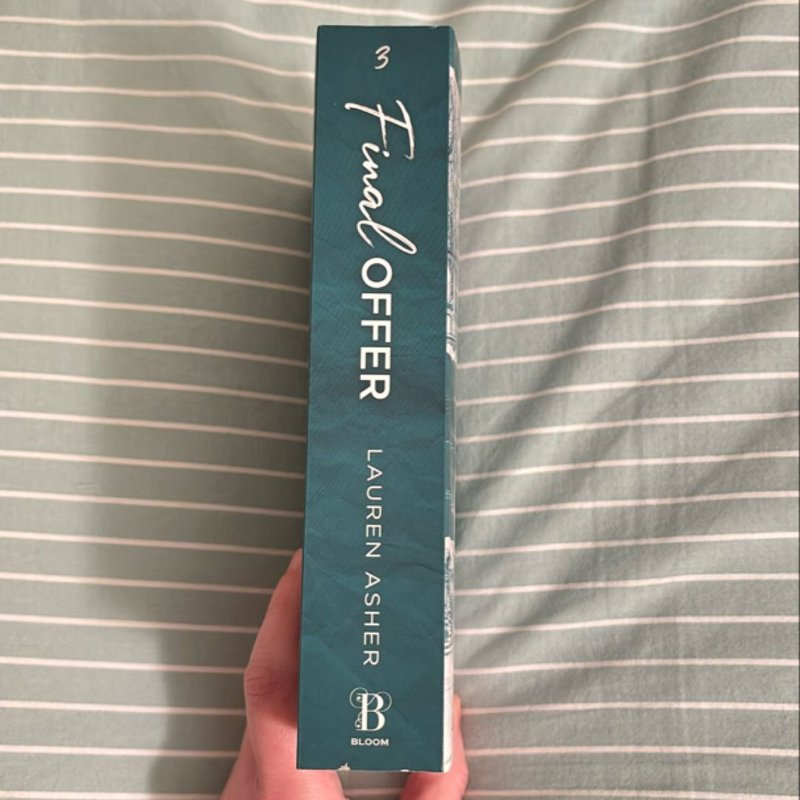 3
Final OFFER
LAUREN ASHER
B
BLOOM